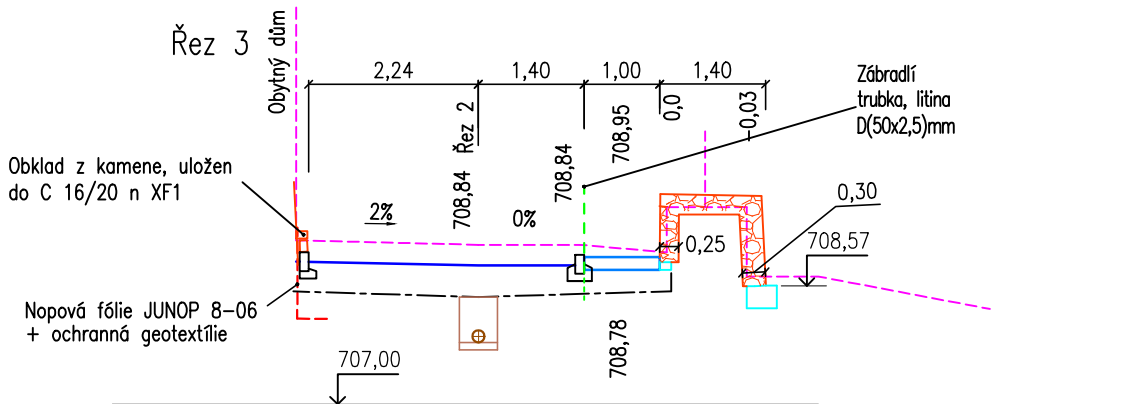 Řez 3
Obytný dům
2,24
1,40
1,00
1,40
Zábradlí
trubka, litina
D(50x2,5)mm
Obklad z kamene, uložen
do C 16/20 n XF1
708,84
Řez 2
708,84
708,95
0,0
-0,03
2%
0%
0,25
0,30
708,57
Nopová fólie JUNOP 8-06
+ ochranná geotextílie
708,78
707,00